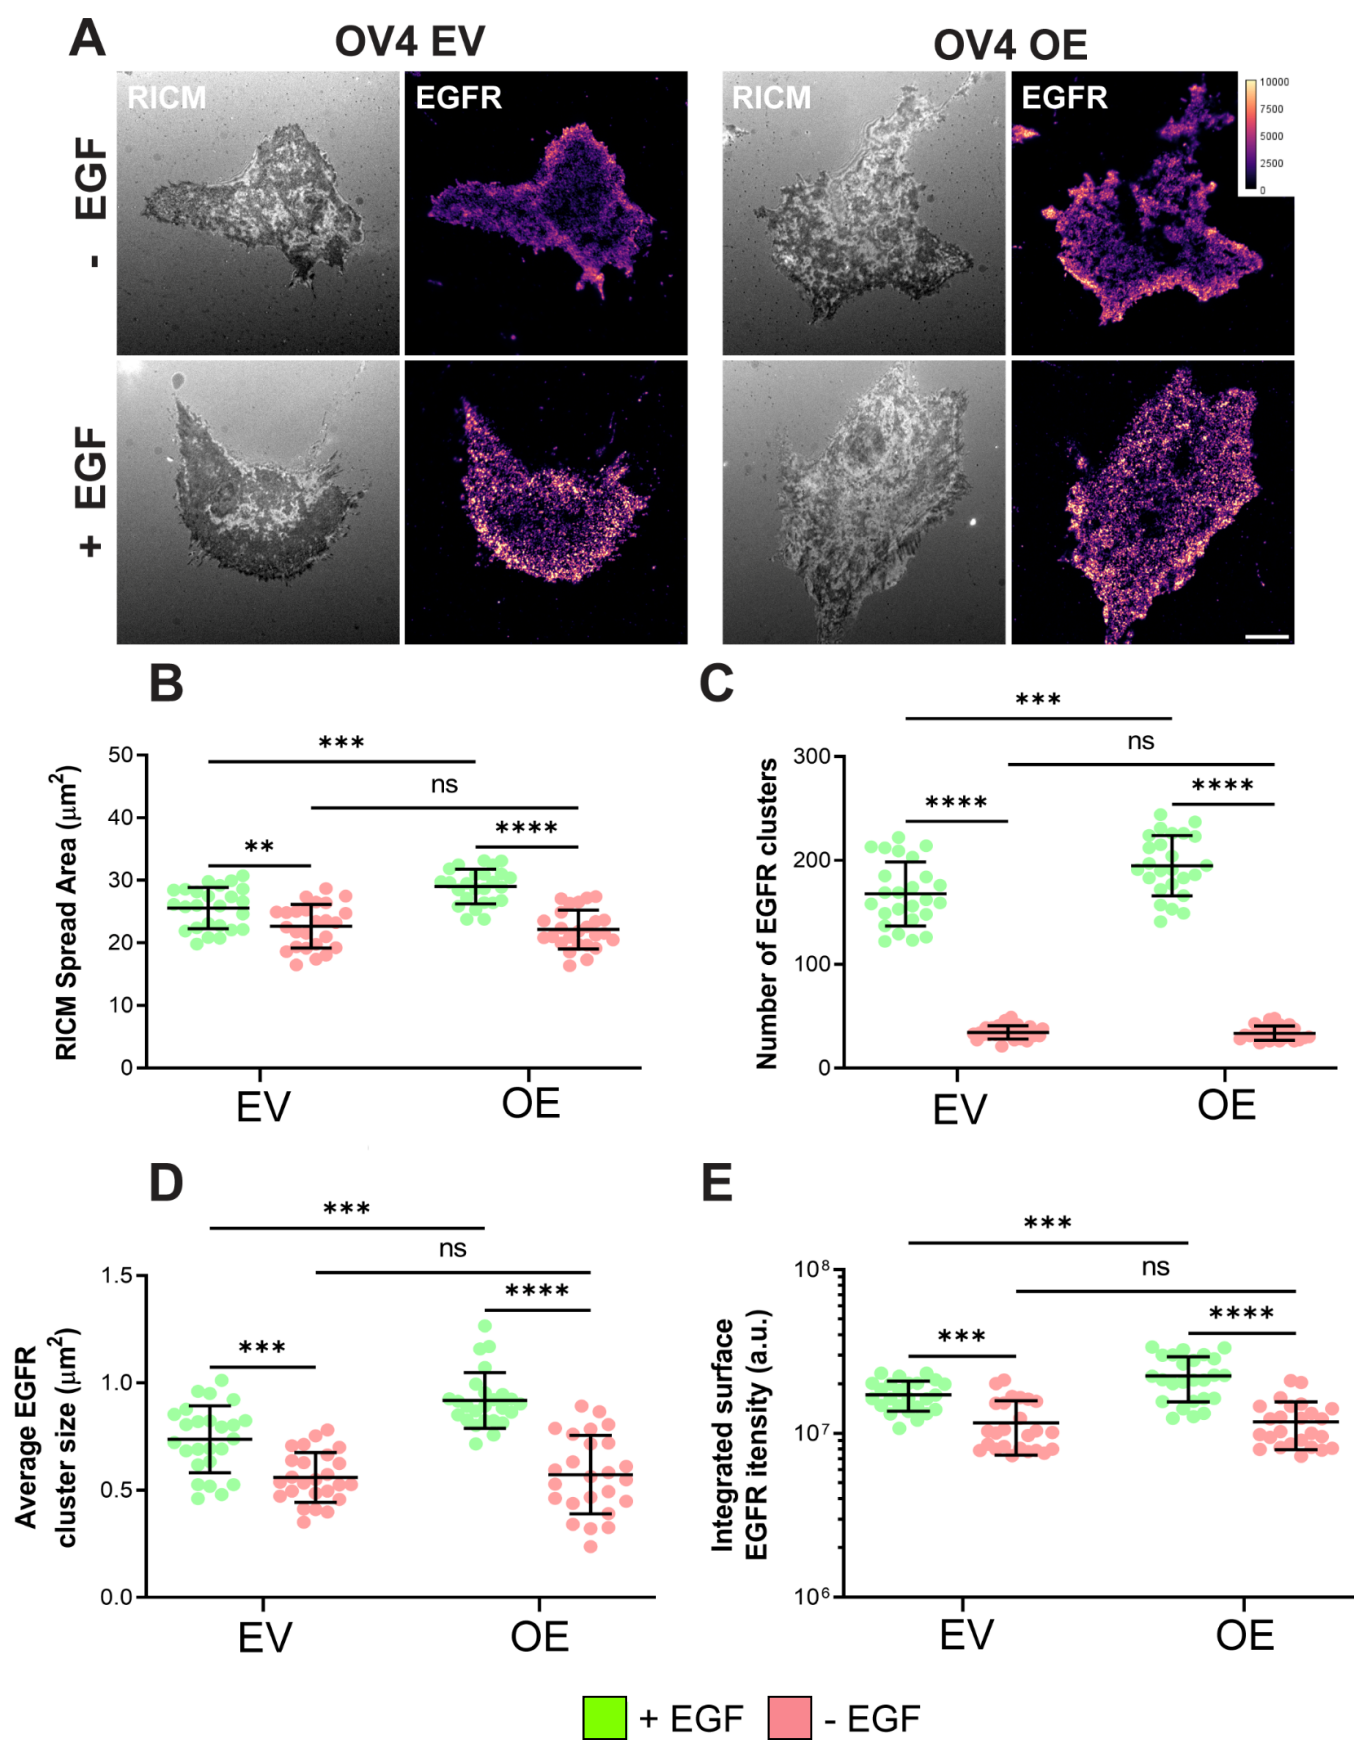 A
OV4 EV
OV4 OE
RICM
EGFR
RICM
EGFR
10000
7500
5000
2500
0
- EGF
+ EGF
B
***
ns
**
****
50
40
30
20
10
0
RICM Spread Area (μm²)
EV
OE
C
***
ns
****
****
300
200
100
0
Number of EGFR clusters
EV
OE
D
***
ns
***
****
1.5
1.0
0.5
0.0
Average EGFR
cluster size (μm²)
EV
OE
E
***
ns
***
****
10⁸
10⁷
10⁶
Integrated surface
EGFR itensity (a.u.)
EV
OE
+ EGF
- EGF